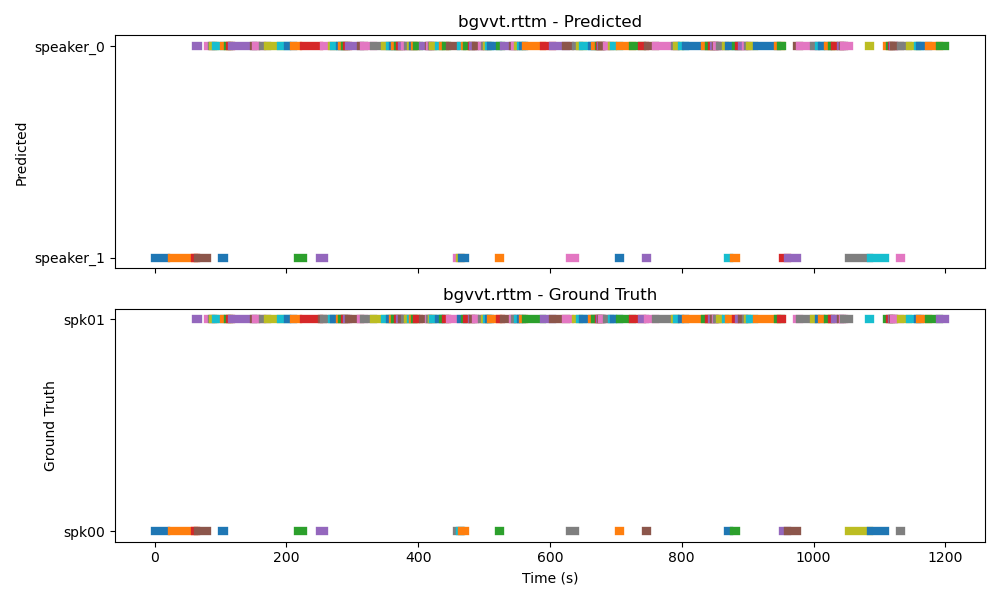 bgvvt.rttm - Predicted
speaker_0
Predicted
speaker_1
bgvvt.rttm - Ground Truth
spk01
Ground Truth
spk00
0 200 400 600 800 1000 1200
Time (s)